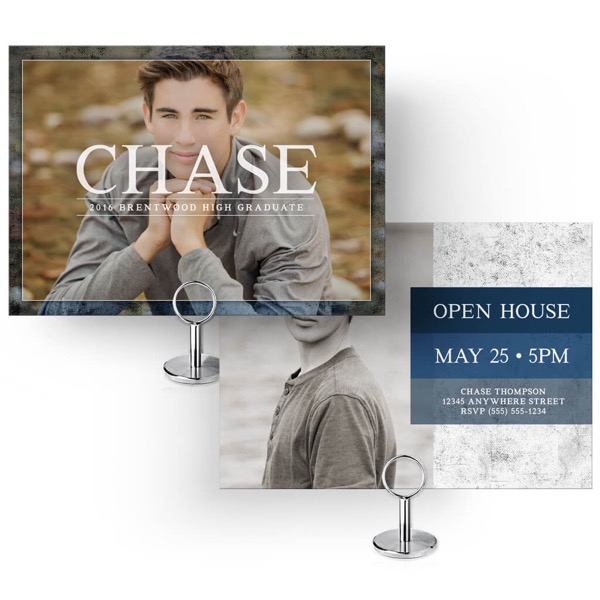 CHASE
2016 BRENTWOOD HIGH GRADUATE
OPEN HOUSE
MAY 25 • 5PM
CHASE THOMPSON
12345 ANYWHERE STREET
RSVP (555) 555-1234